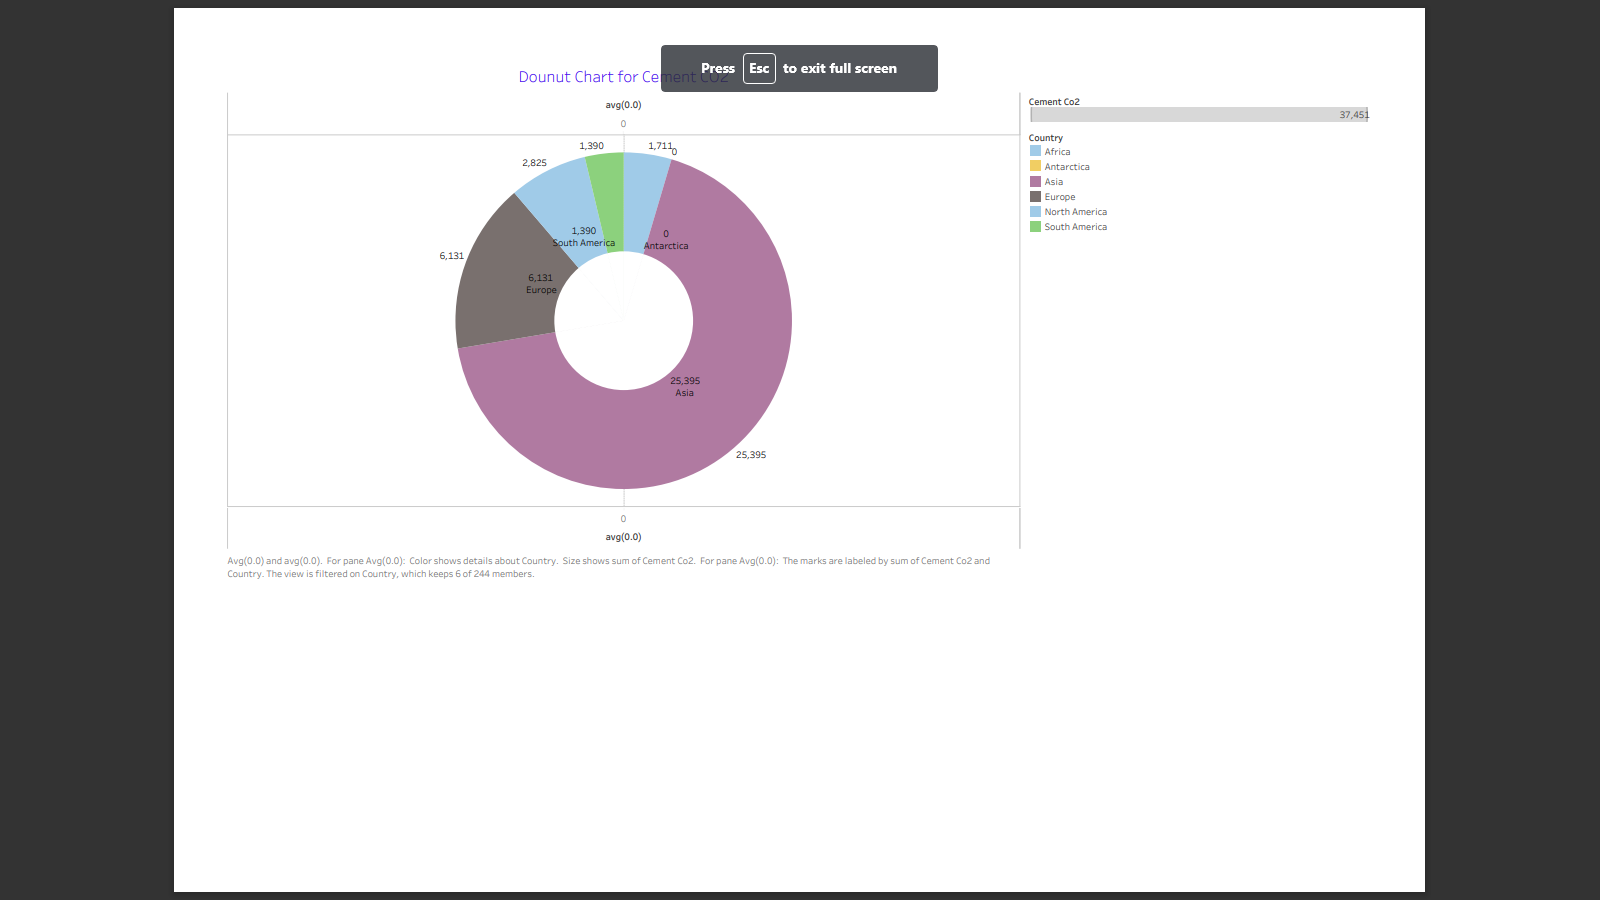 Press Esc to exit full screen
Dounut Chart for Cement CO2
avg(0.0)
0
Cement Co2
37,451
Country
Africa
Antarctica
Asia
Europe
North America
South America
1,390
1,711
0
2,825
1,390
South America
0
Antarctica
6,131
6,131
Europe
25,395
Asia
25,395
0
avg(0.0)
Avg(0.0) and avg(0.0).  For pane Avg(0.0):  Color shows details about Country.  Size shows sum of Cement Co2.  For pane Avg(0.0):  The marks are labeled by sum of Cement Co2 and
Country. The view is filtered on Country, which keeps 6 of 244 members.